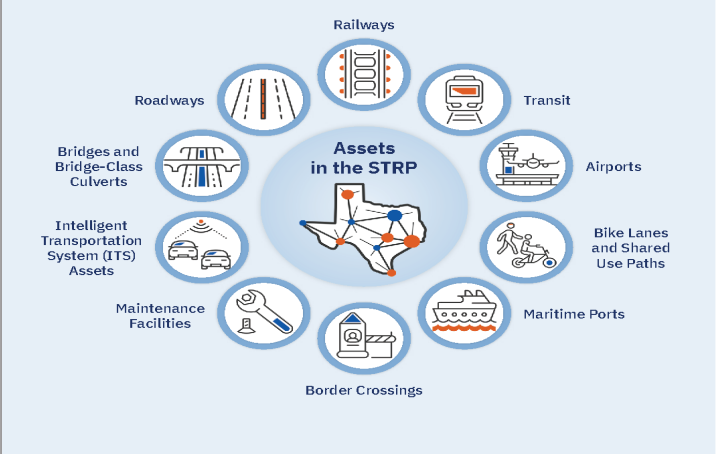 Railways
Roadways
Transit
Assets
in the STRP
Bridges and
Bridge-Class
Culverts
Airports
Intelligent
Transportation
System (ITS)
Assets
Bike Lanes
and Shared
Use Paths
Maintenance
Facilities
Maritime Ports
Border Crossings